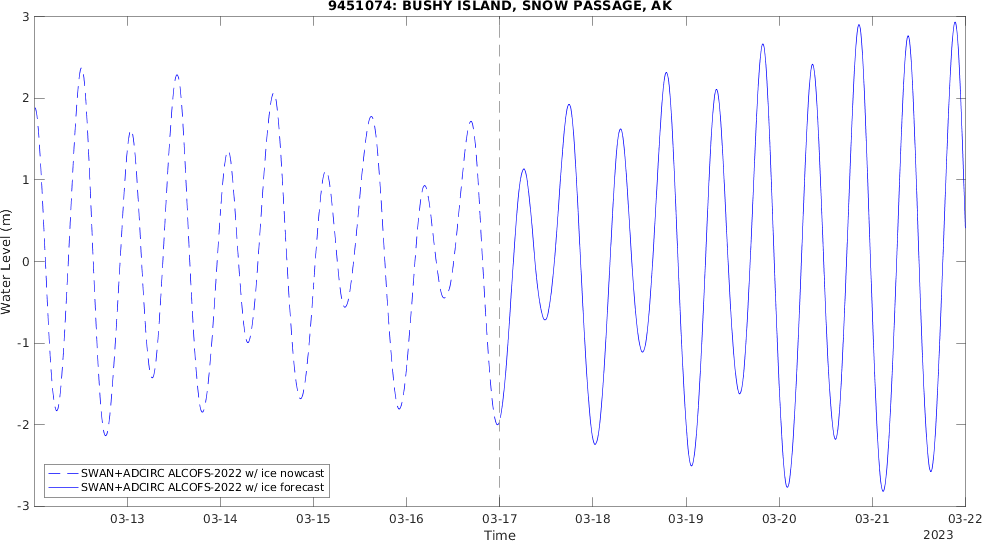 9451074: BUSHY ISLAND, SNOW PASSAGE, AK
3
2
1
0
-1
-2
-3
Water Level (m)
SWAN+ADCIRC ALCOFS-2022 w/ ice nowcast
SWAN+ADCIRC ALCOFS-2022 w/ ice forecast
03-13 03-14 03-15 03-16 03-17 03-18 03-19 03-20 03-21 03-22
Time
2023